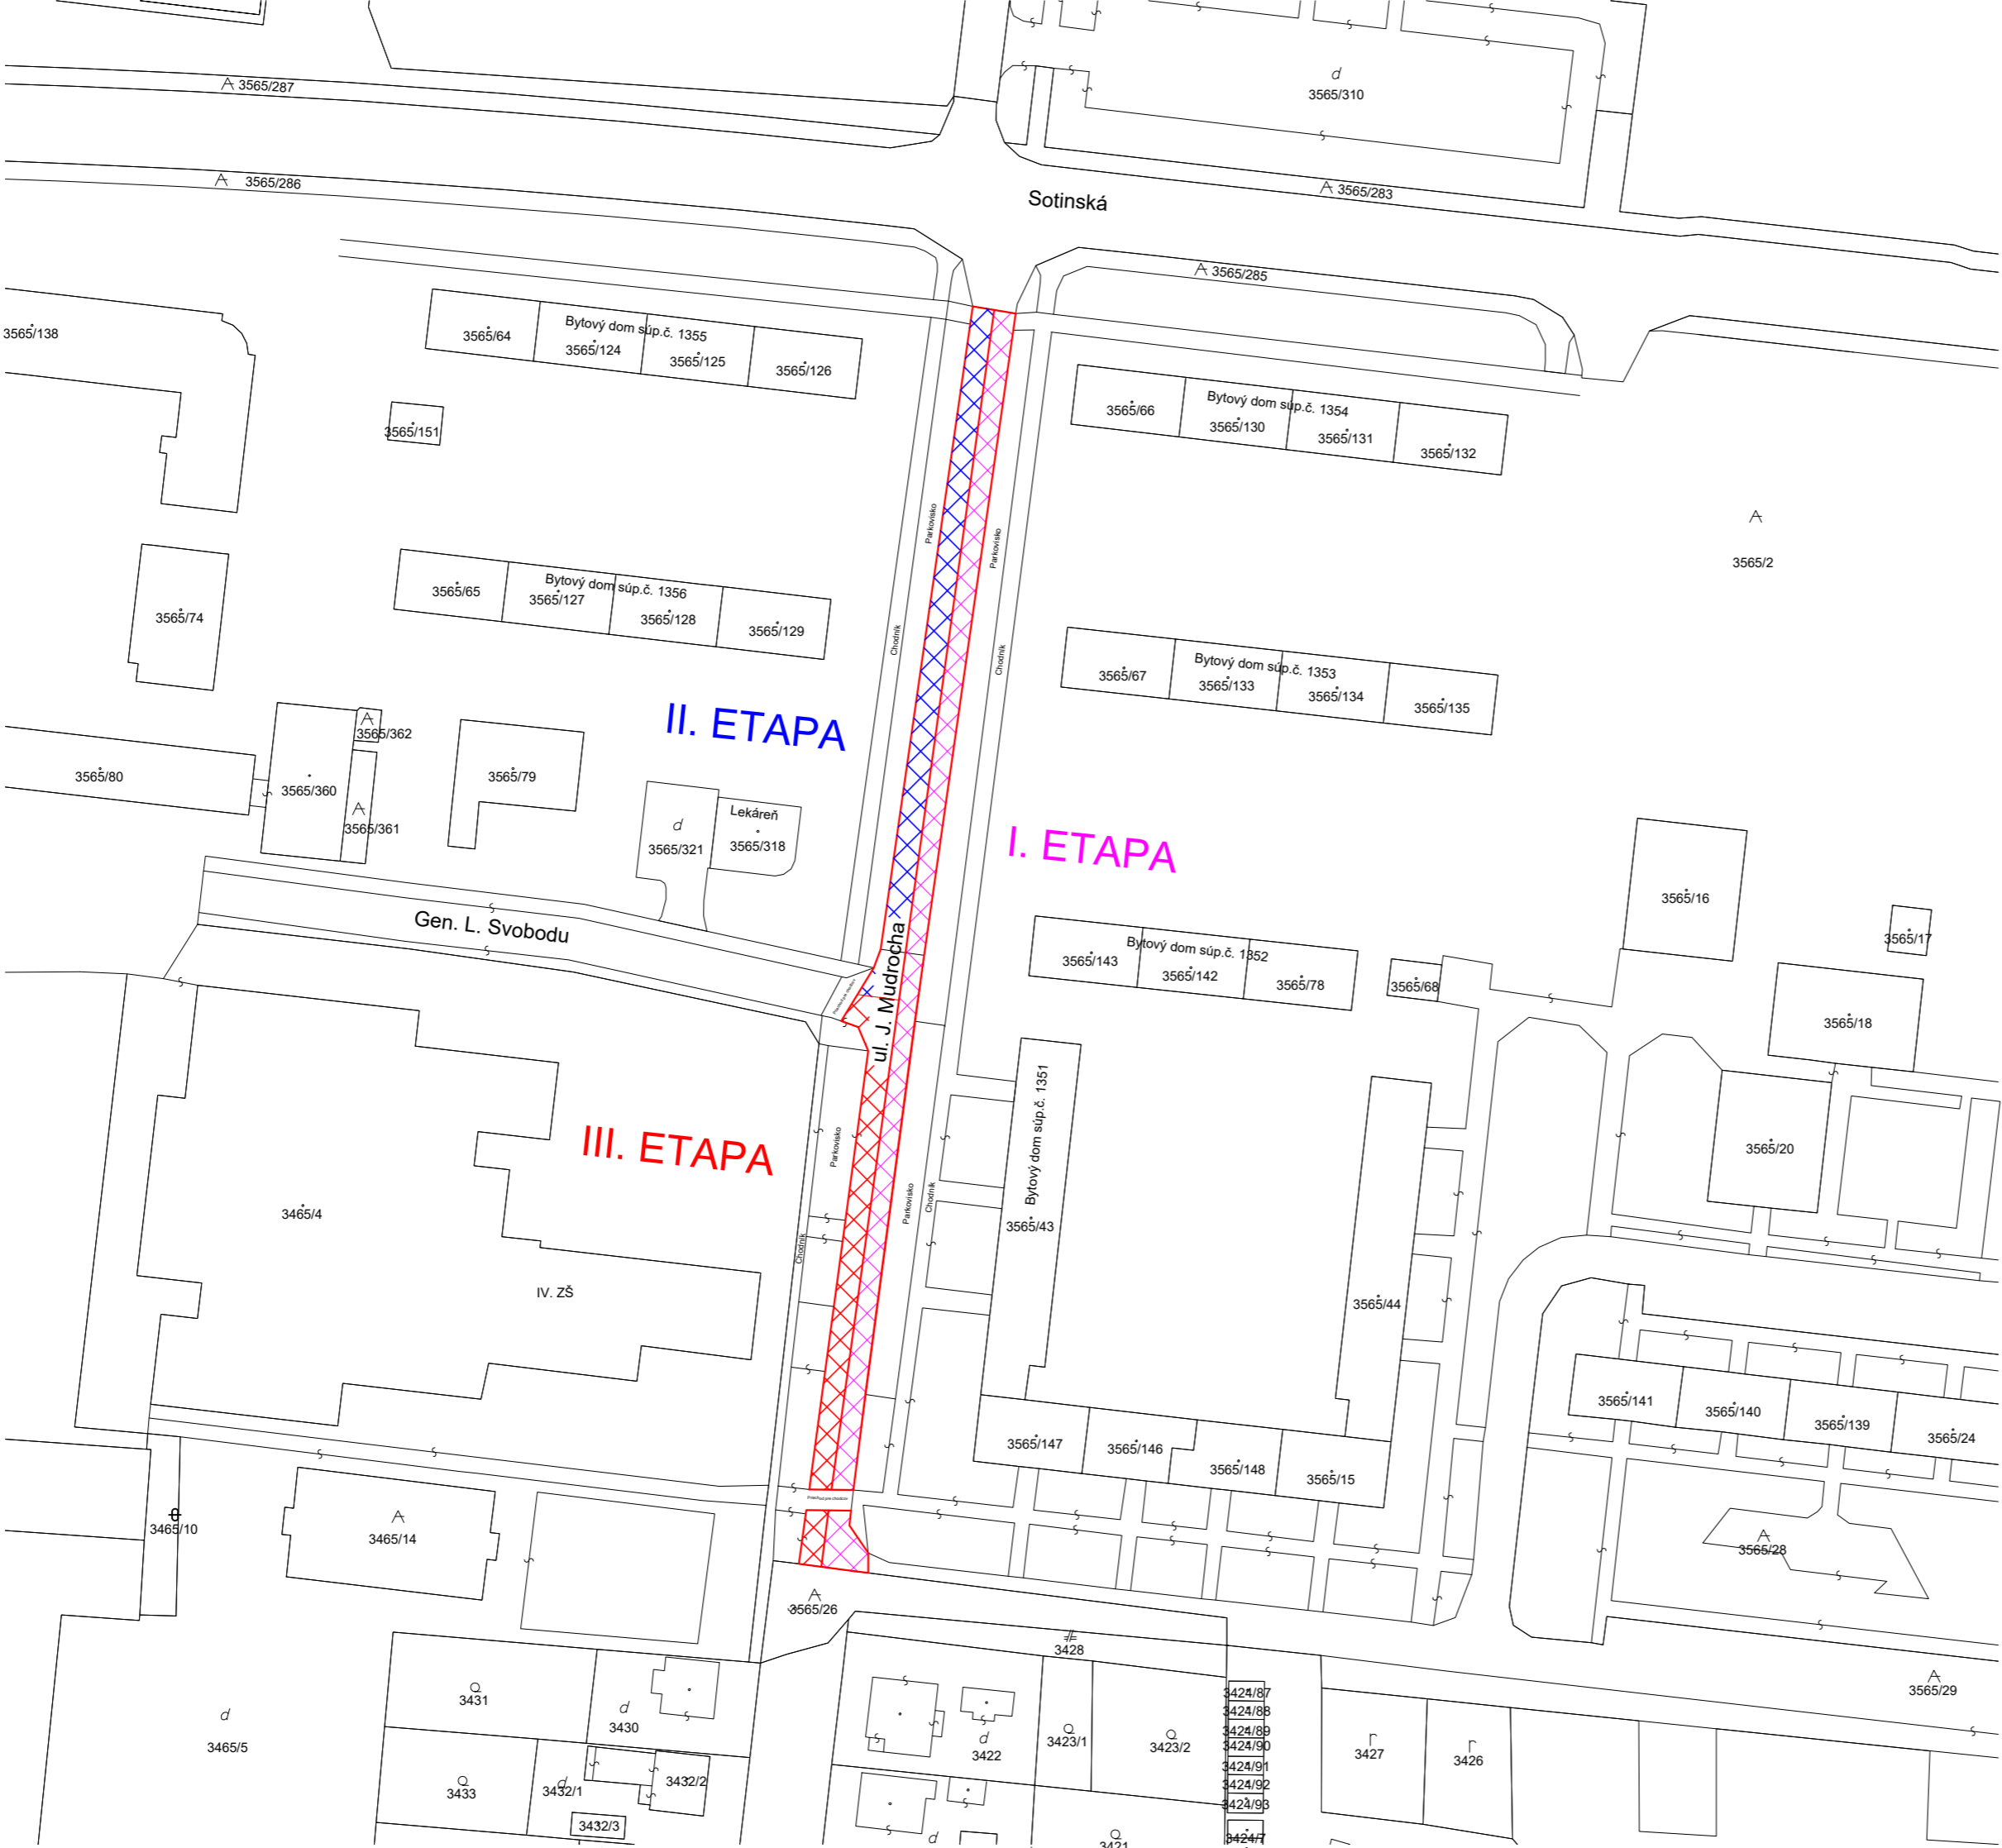 3565/287
d
3565/310
3565/286
3565/283
Sotinská
3565/285
3565/138
3565/64
Bytový dom súp.č. 1355
3565/124
3565/125
3565/126
3565/151
3565/66
Bytový dom súp.č. 1354
3565/130
3565/131
3565/132
Parkovisko
Parkovisko
3565/2
3565/74
3565/65
Bytový dom súp.č. 1356
3565/127
3565/128
3565/129
Chodník
Chodník
3565/67
Bytový dom súp.č. 1353
3565/133
3565/134
3565/135
II. ETAPA
3565/362
3565/80
3565/360
3565/361
3565/79
d
3565/321
Lekáreň
3565/318
I. ETAPA
3565/16
3565/17
Gen. L. Svobodu
ul. J. Mudrocha
3565/143
Bytový dom súp.č. 1352
3565/142
3565/78
3565/68
3565/18
Bytový dom súp.č. 1351
3565/43
III. ETAPA
Parkovisko
Parkovisko
Chodník
Chodník
3565/20
3465/4
IV. ZŠ
3565/44
3565/141
3565/140
3565/139
3565/24
3565/147
3565/146
3565/148
3565/15
3465/10
3465/14
3565/28
3565/26
3428
3565/29
3431
d
3430
d
3465/5
d
3422
3423/1
3423/2
3424/87
3424/88
3424/89
3424/90
3424/91
3424/92
3424/93
3424/7
3427
3426
3433
d
3432/1
3432/2
3432/3
d
3421